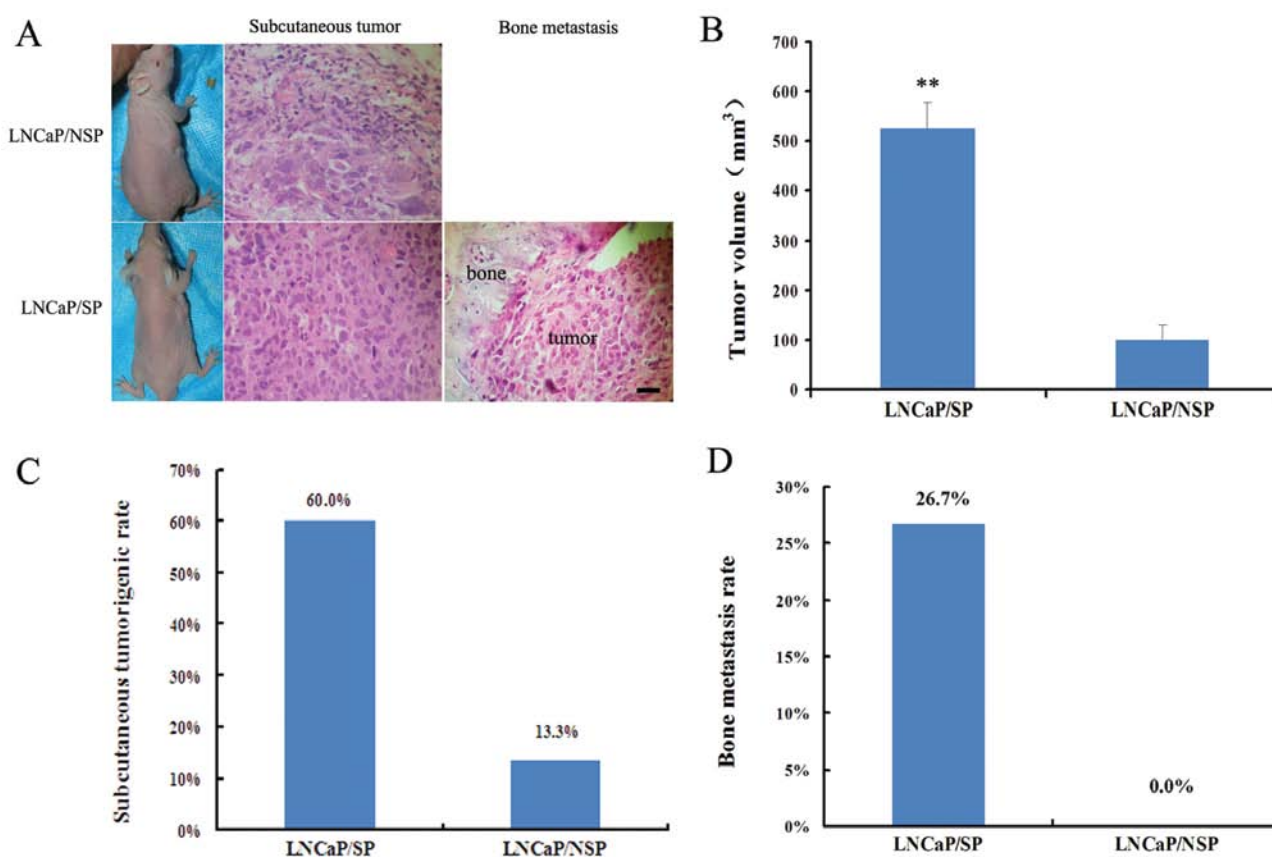 A
Subcutaneous tumor
Bone metastasis
LNCaP/NSP
LNCaP/SP
bone
tumor
B
Tumor volume（mm³）
800
700
600
500
400
300
200
100
0
**
LNCaP/SP
LNCaP/NSP
C
Subcutaneous tumorigenic rate
70%
60%
50%
40%
30%
20%
10%
0%
60.0%
13.3%
LNCaP/SP
LNCaP/NSP
D
Bone metastasis rate
30%
25%
20%
15%
10%
5%
0%
26.7%
0.0%
LNCaP/SP
LNCaP/NSP